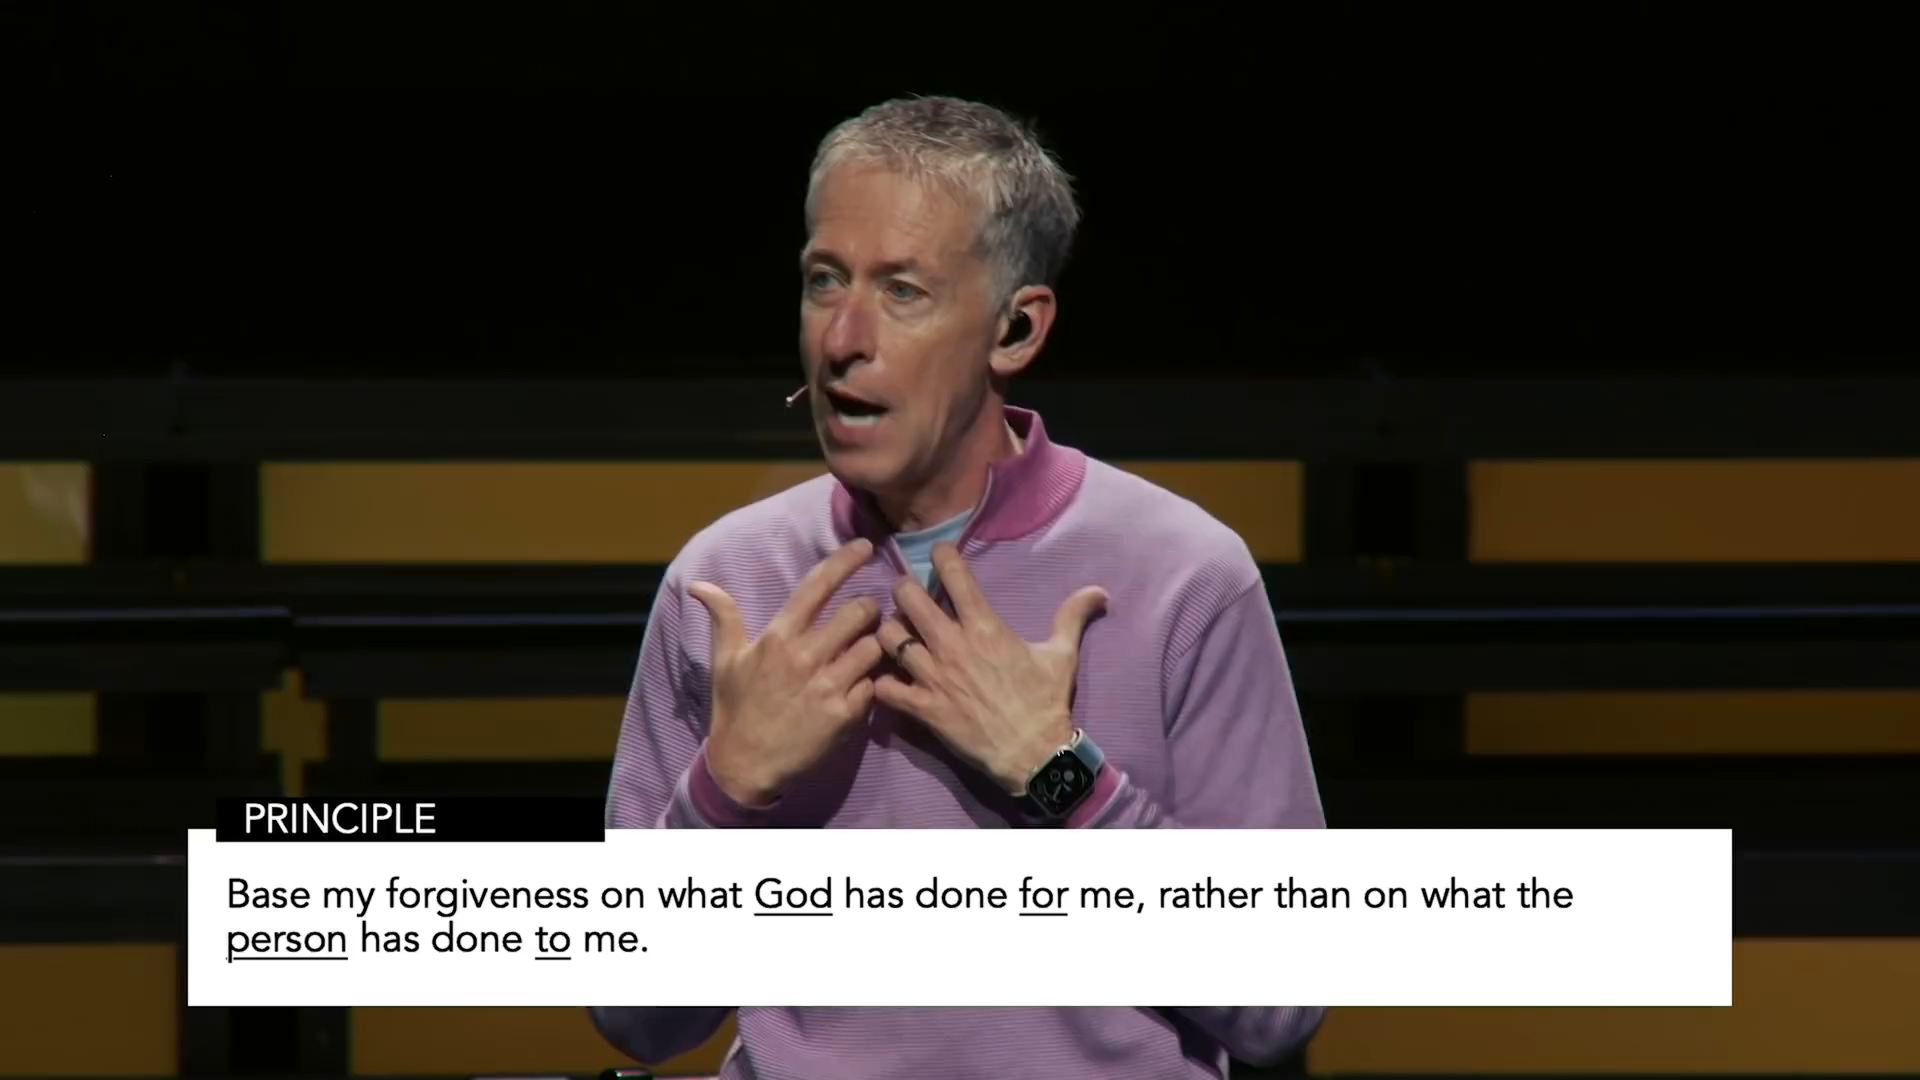 PRINCIPLE
Base my forgiveness on what God has done for me, rather than on what the
person has done to me.